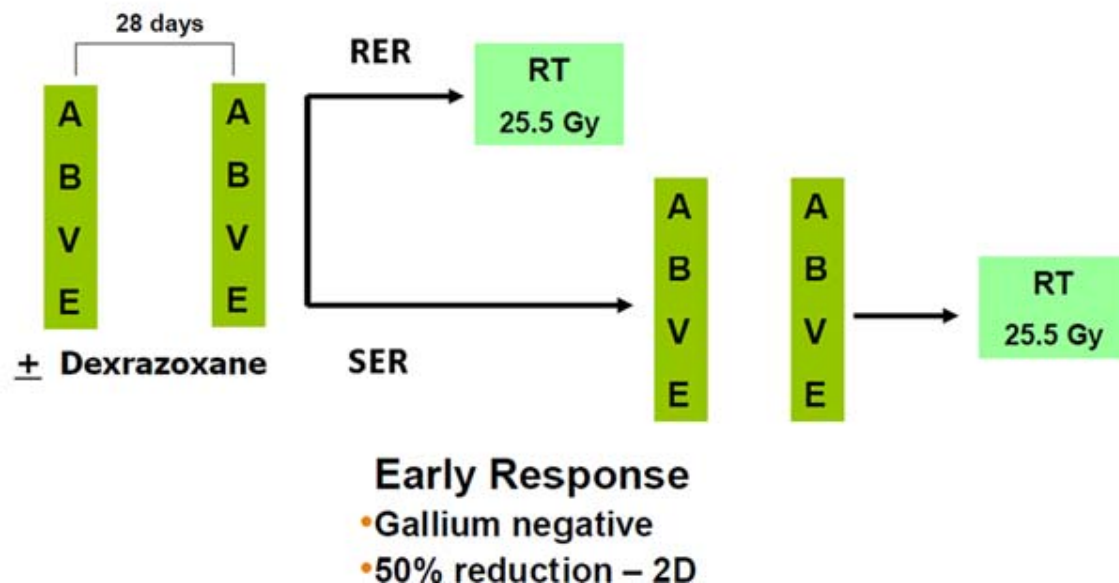 28 days
A
B
V
E
A
B
V
E
± Dexrazoxane
RER
RT
25.5 Gy
SER
A
B
V
E
A
B
V
E
RT
25.5 Gy
Early Response
•Gallium negative
•50% reduction – 2D